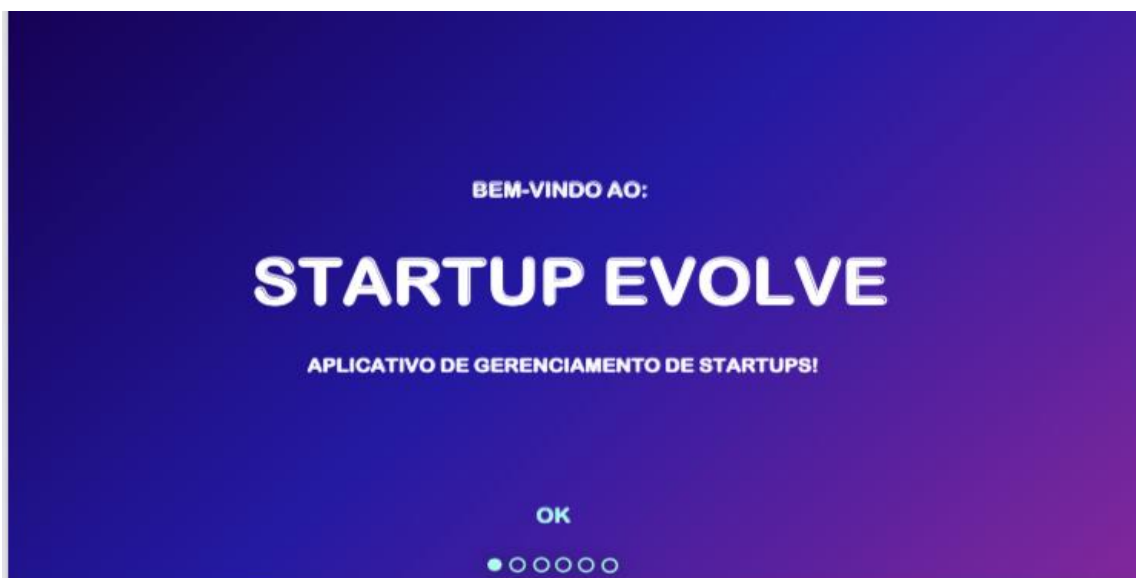 BEM-VINDO AO:
STARTUP EVOLVE
APLICATIVO DE GERENCIAMENTO DE STARTUPS!
OK